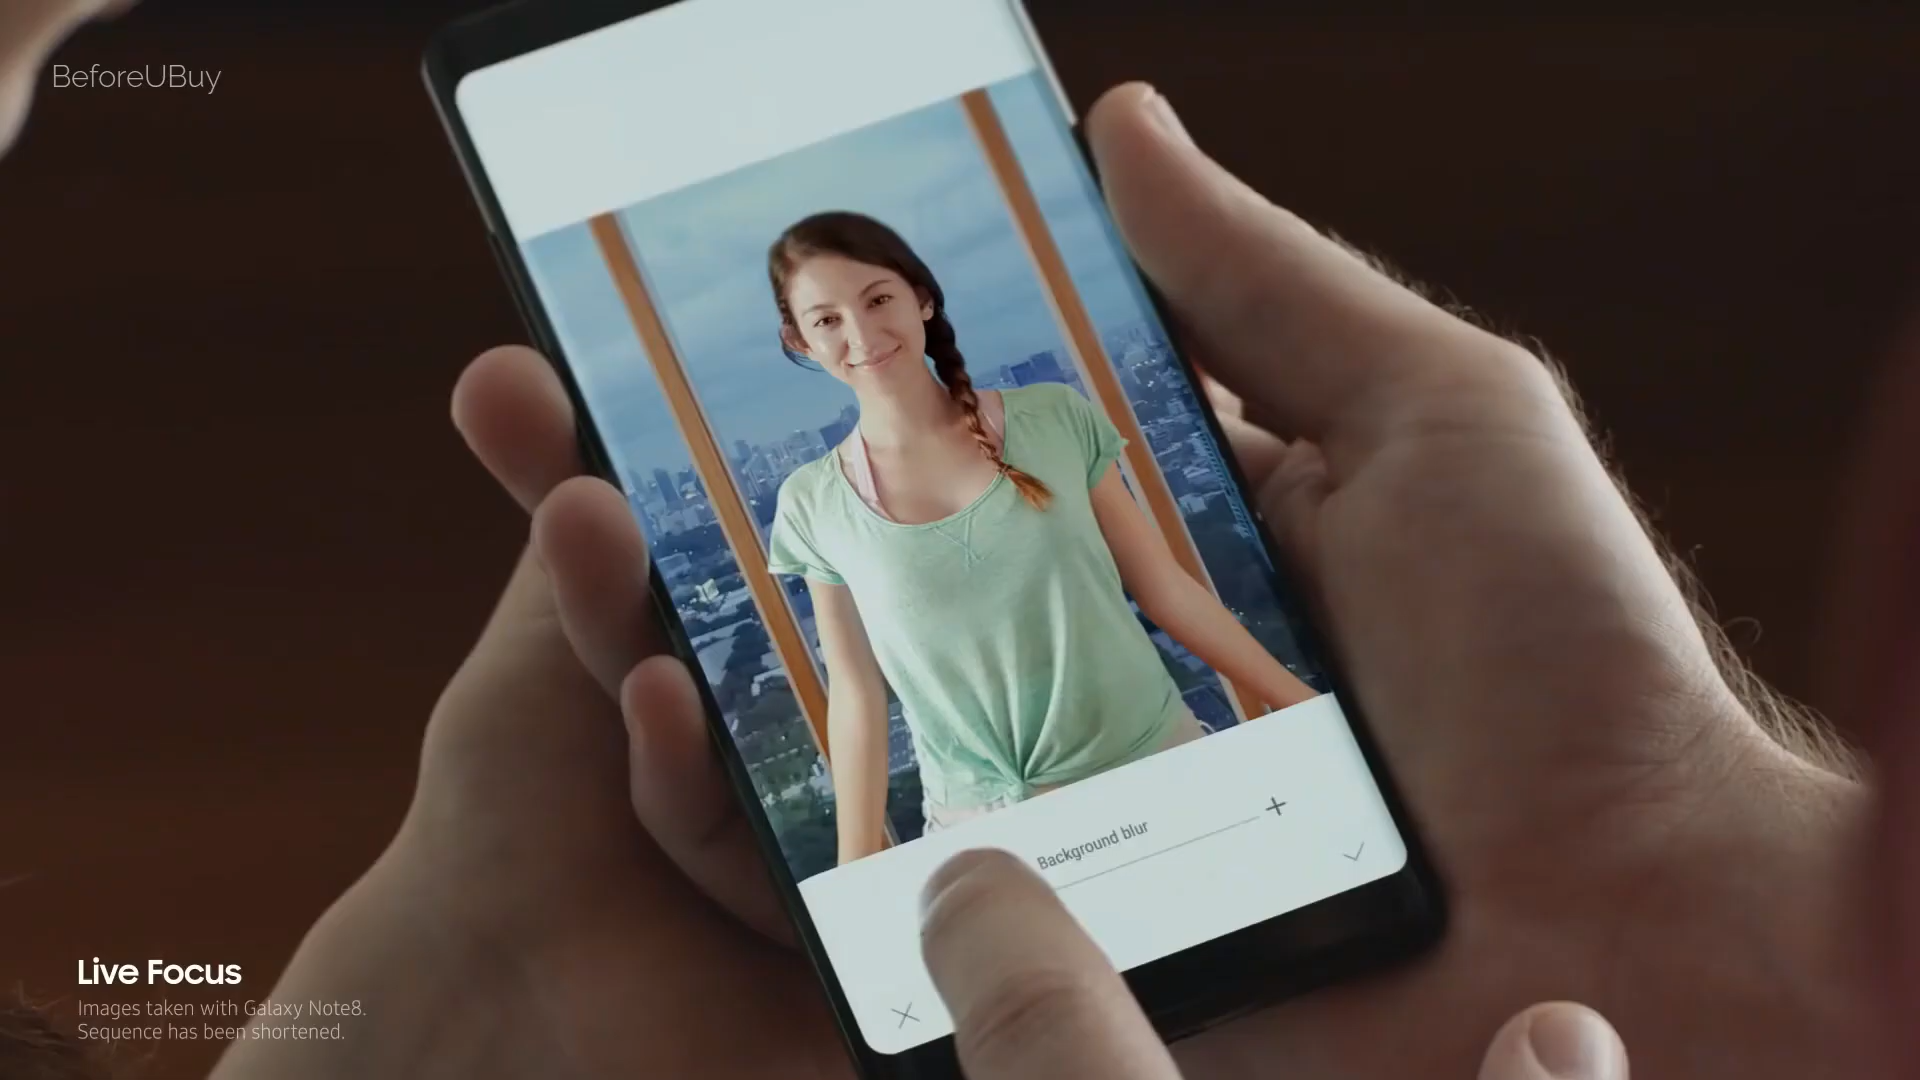 BeforeUBuy
Background blur
Live Focus
Images taken with Galaxy Note8.
Sequence has been shortened.